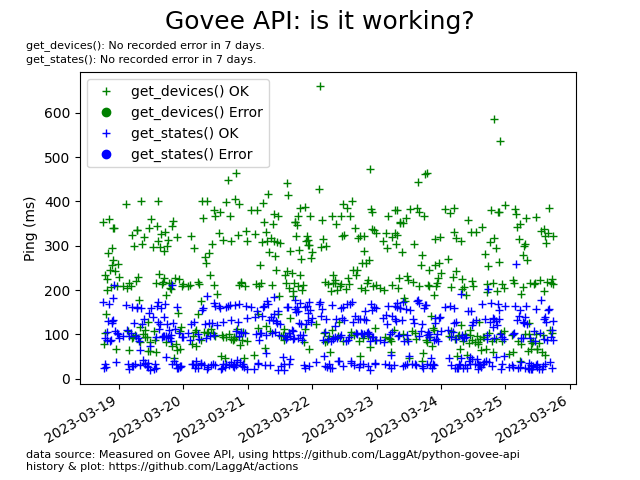 Govee API: is it working?
get_devices(): No recorded error in 7 days.
get_states(): No recorded error in 7 days.
get_devices() OK
get_devices() Error
get_states() OK
get_states() Error
Ping (ms)
600
500
400
300
200
100
0
2023-03-19
2023-03-20
2023-03-21
2023-03-22
2023-03-23
2023-03-24
2023-03-25
2023-03-26
data source: Measured on Govee API, using https://github.com/LaggAt/python-govee-api
history & plot: https://github.com/LaggAt/actions